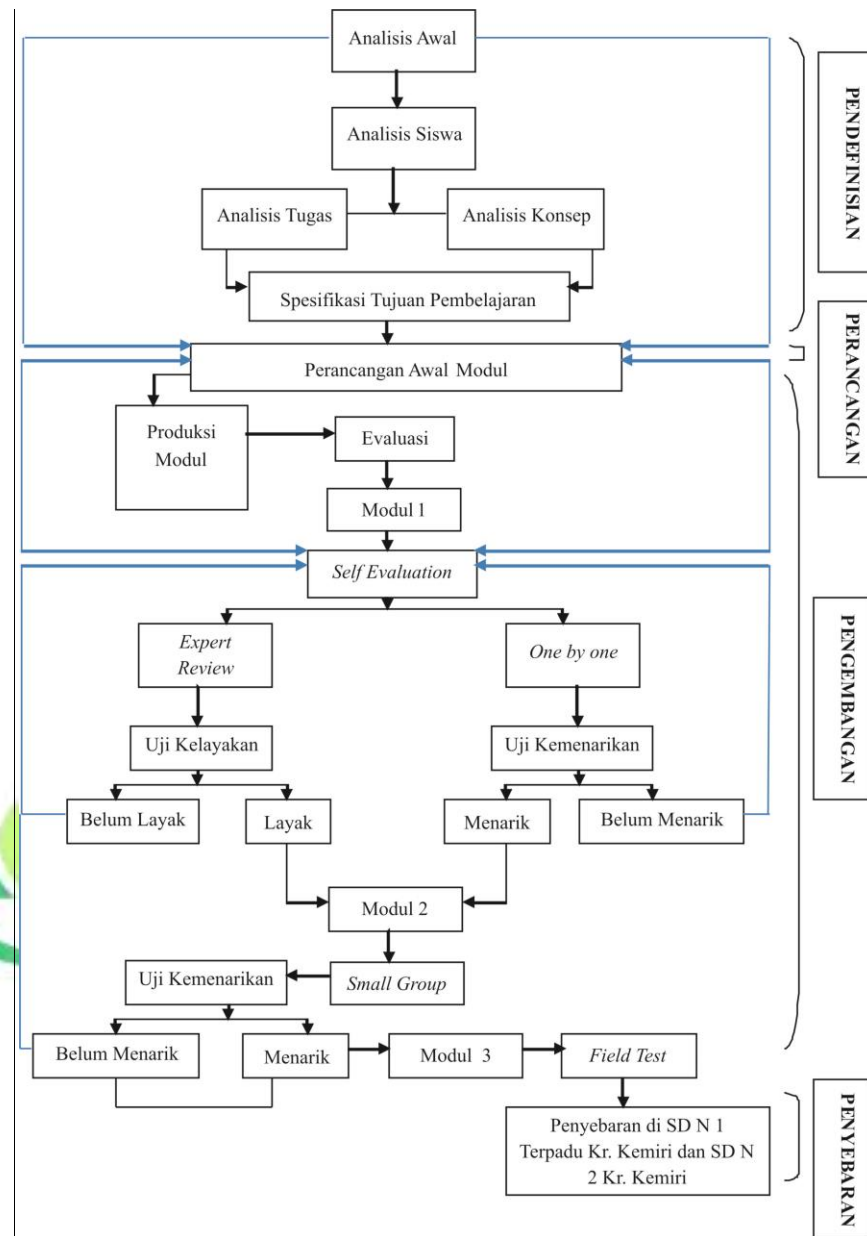 Analisis Awal
Analisis Siswa
Analisis Tugas
Analisis Konsep
Spesifikasi Tujuan Pembelajaran
PENDEFINISIAN
Perancangan Awal Modul
PERANCANGAN
Produksi
Modul
Evaluasi
Modul 1
Self Evaluation
Expert
Review
One by one
Uji Kelayakan
Uji Kemenarikan
Belum Layak
Layak
Menarik
Belum Menarik
Modul 2
Small Group
Uji Kemenarikan
Belum Menarik
Menarik
Modul 3
Field Test
PENGEMBANGAN
Penyebaran di SD N 1
Terpadu Kr. Kemiri dan SD N
2 Kr. Kemiri
PENYEBARAN